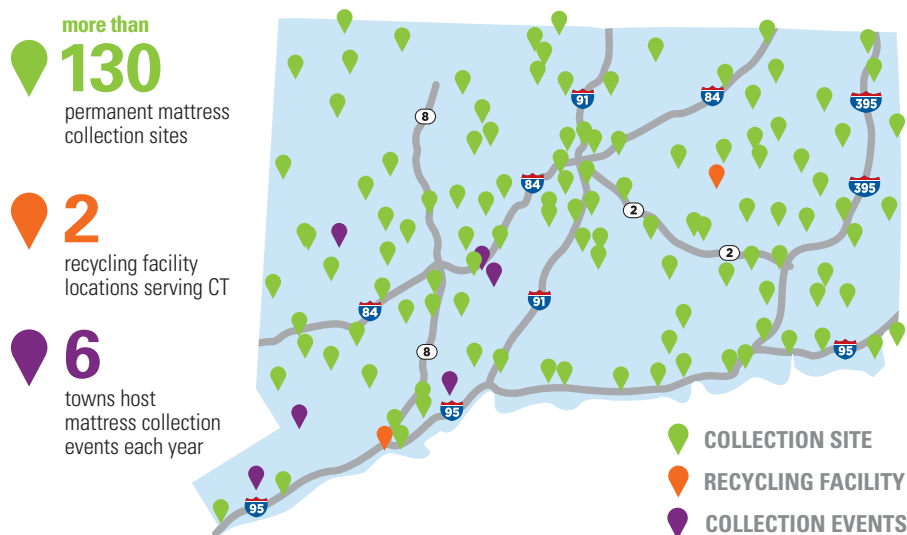 more than
130
permanent mattress
collection sites
2
recycling facility
locations serving CT
6
towns host
mattress collection
events each year
8
91
84
395
84
395
2
2
91
84
8
95
95
95
COLLECTION SITE
RECYCLING FACILITY
COLLECTION EVENTS